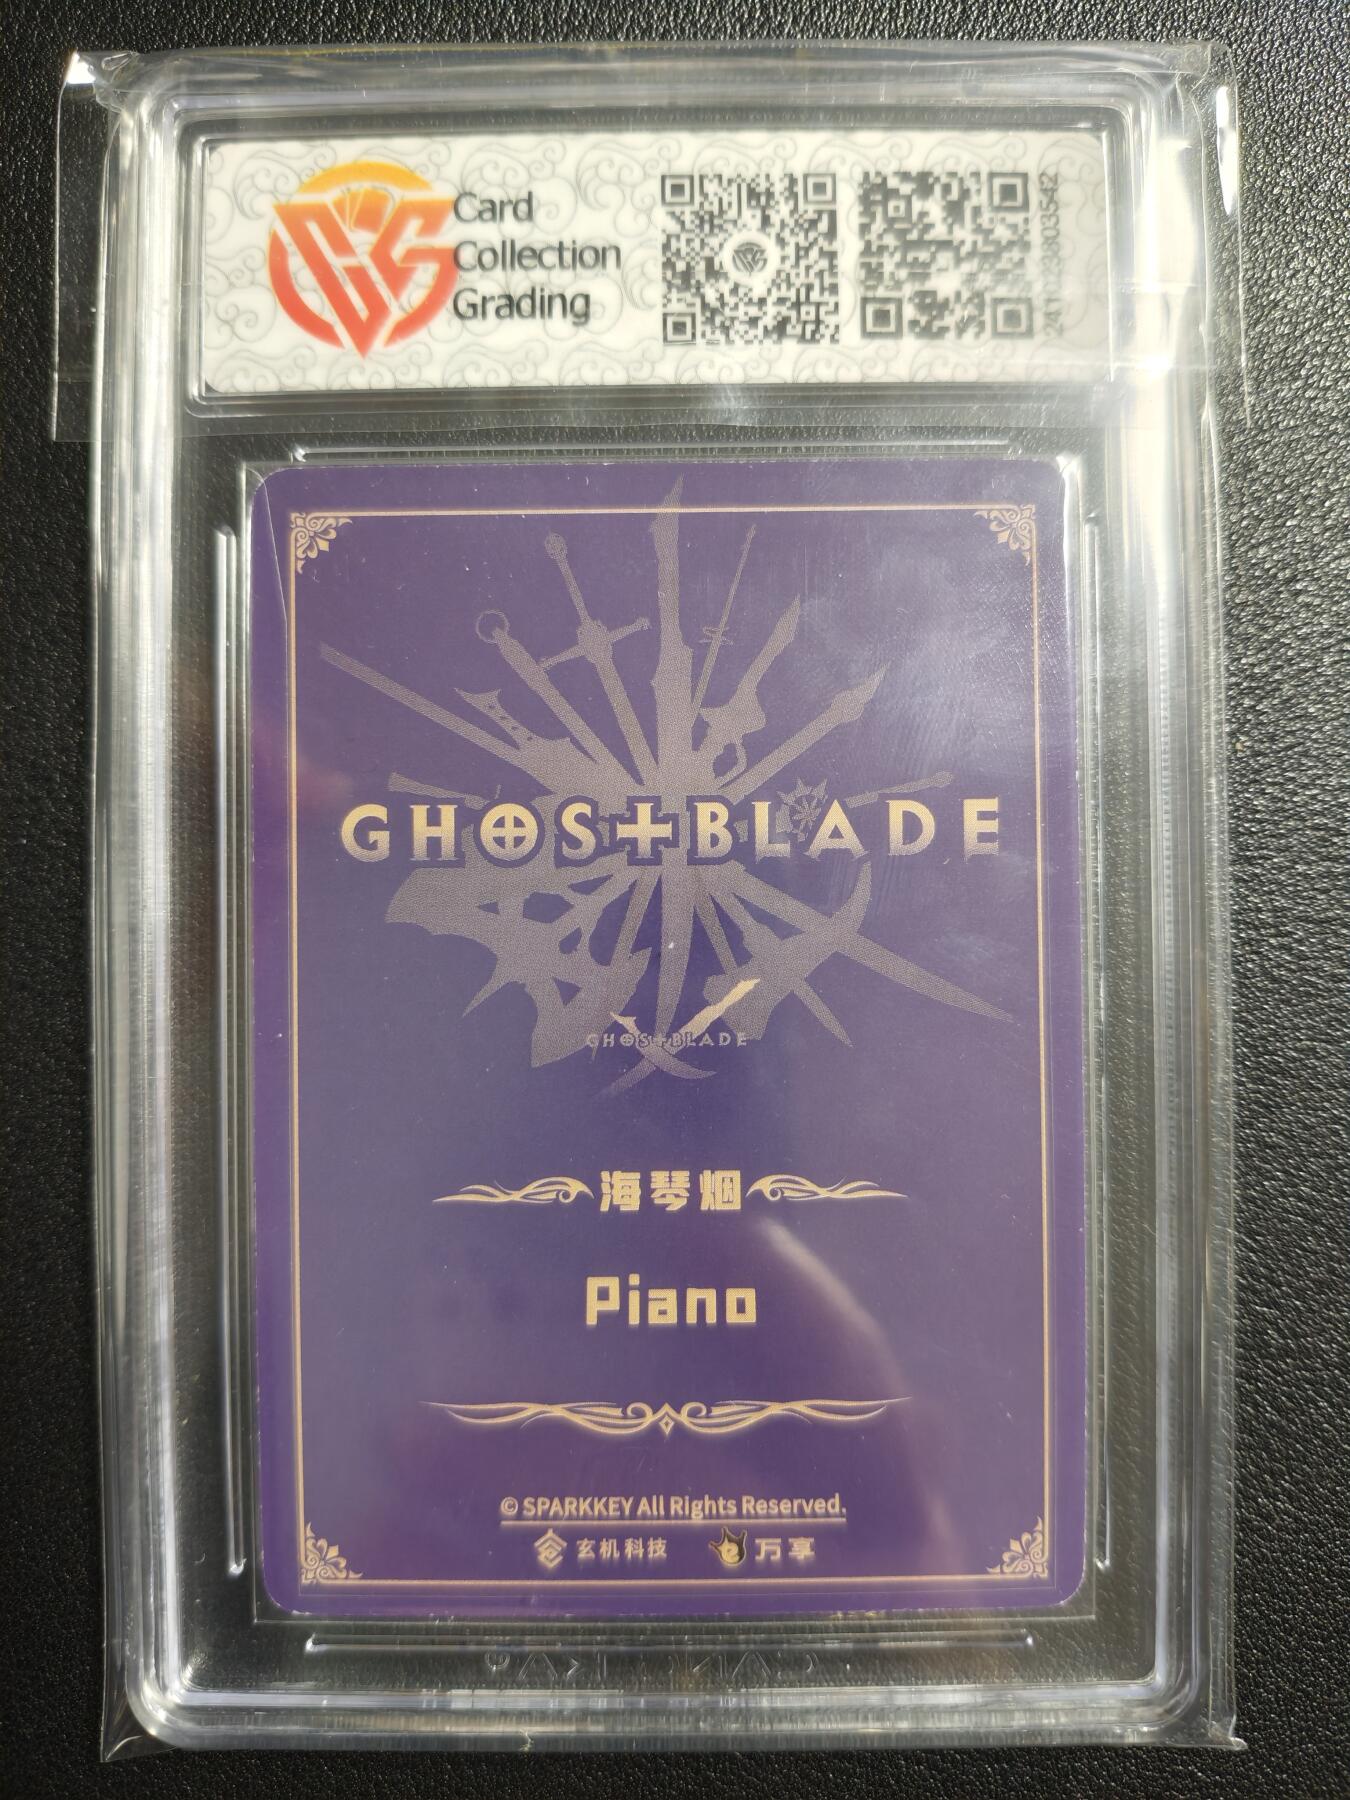 Card
Collection
Grading
GHOSTBLADE
GHOSTBLADE
海琴烟
Piano
© SPARKKEY All Rights Reserved.
玄机科技 万享